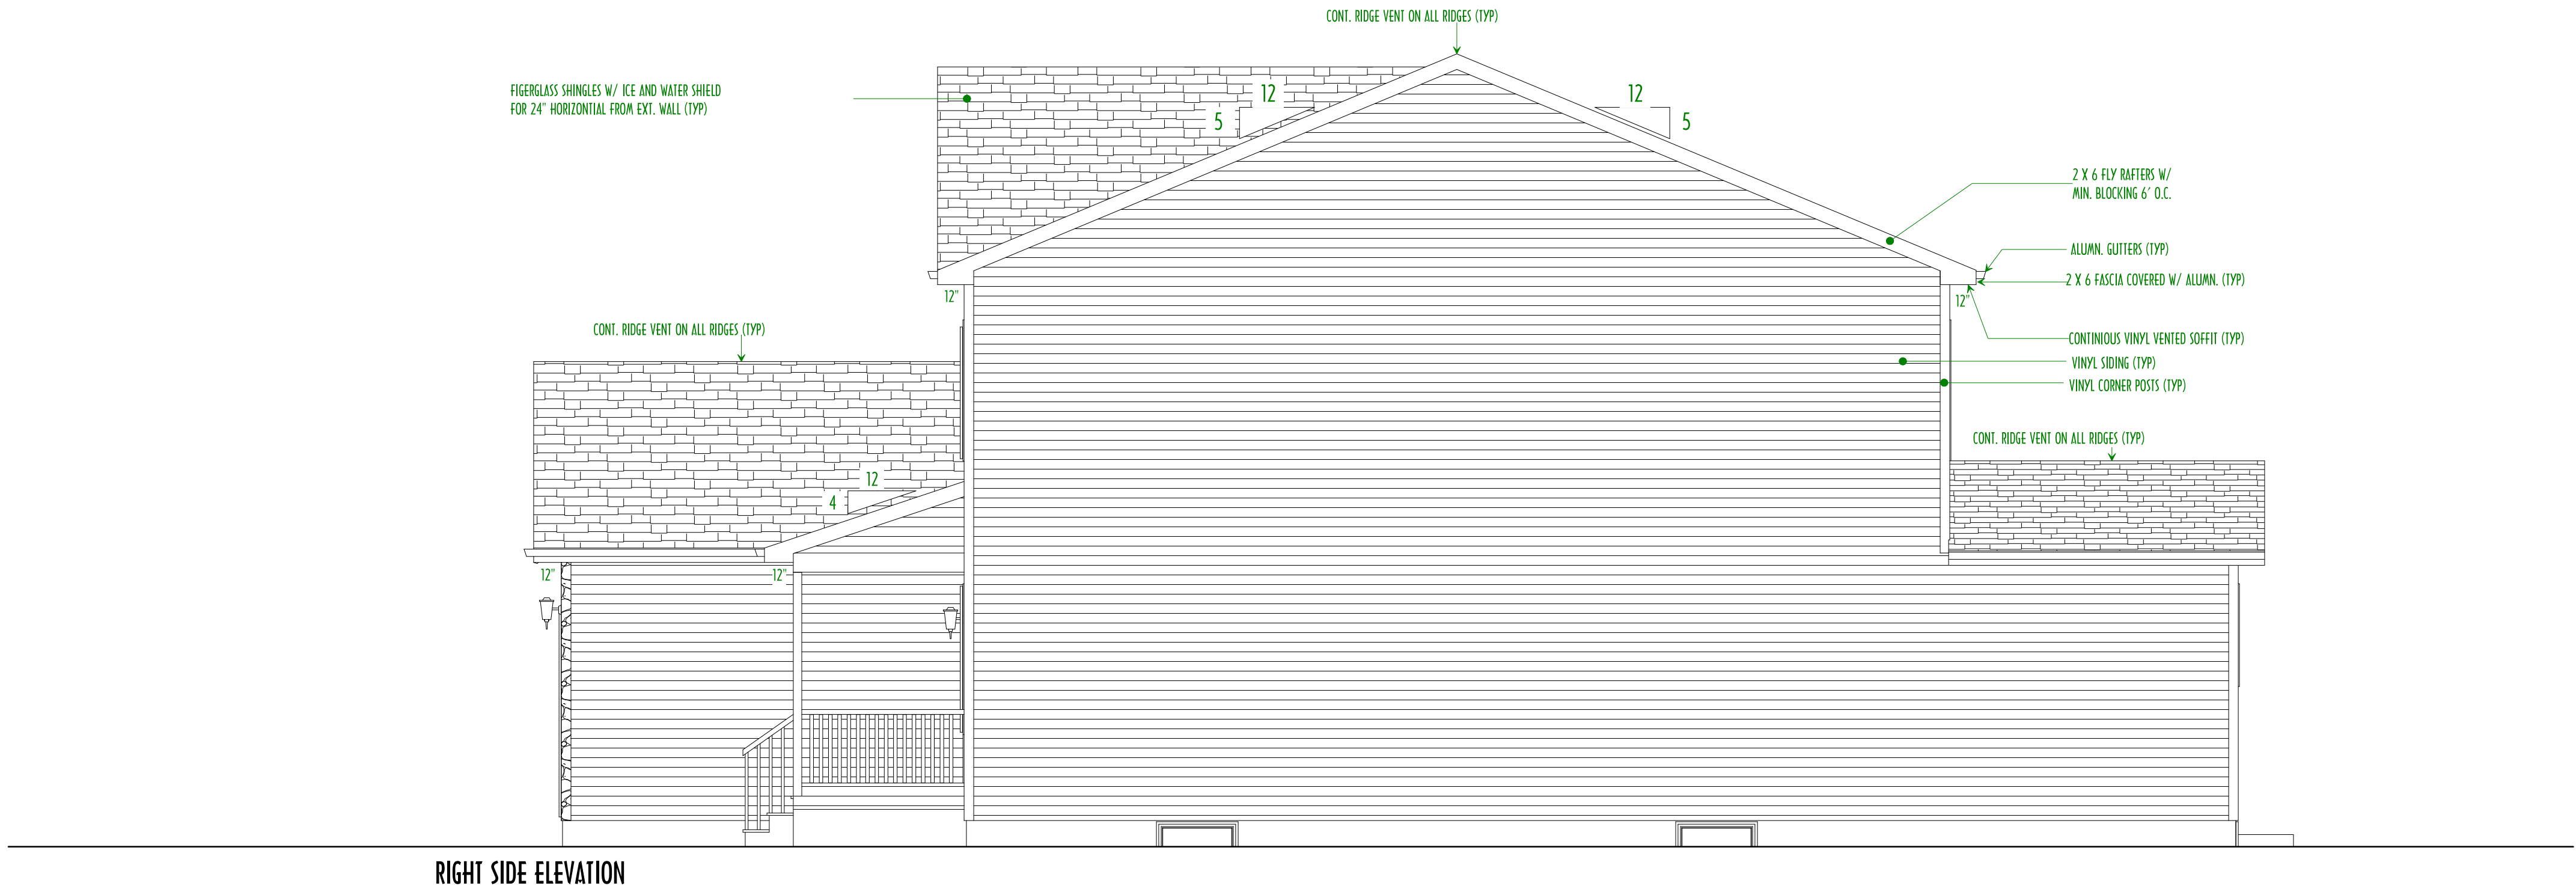 CONT. RIDGE VENT ON ALL RIDGES (TYP)
FIGERGLASS SHINGLES W/ ICE AND WATER SHIELD
FOR 24" HORIZONTIAL FROM EXT. WALL (TYP)
12
5
12
5
2 X 6 FLY RAFTERS W/
MIN. BLOCKING 6' O.C.
ALUMN. GUTTERS (TYP)
2 X 6 FASCIA COVERED W/ ALUMN. (TYP)
12"
12"
CONT. RIDGE VENT ON ALL RIDGES (TYP)
CONTINIOUS VINYL VENTED SOFFIT (TYP)
VINYL SIDING (TYP)
VINYL CORNER POSTS (TYP)
CONT. RIDGE VENT ON ALL RIDGES (TYP)
12
4
12"
12"
RIGHT SIDE ELEVATION